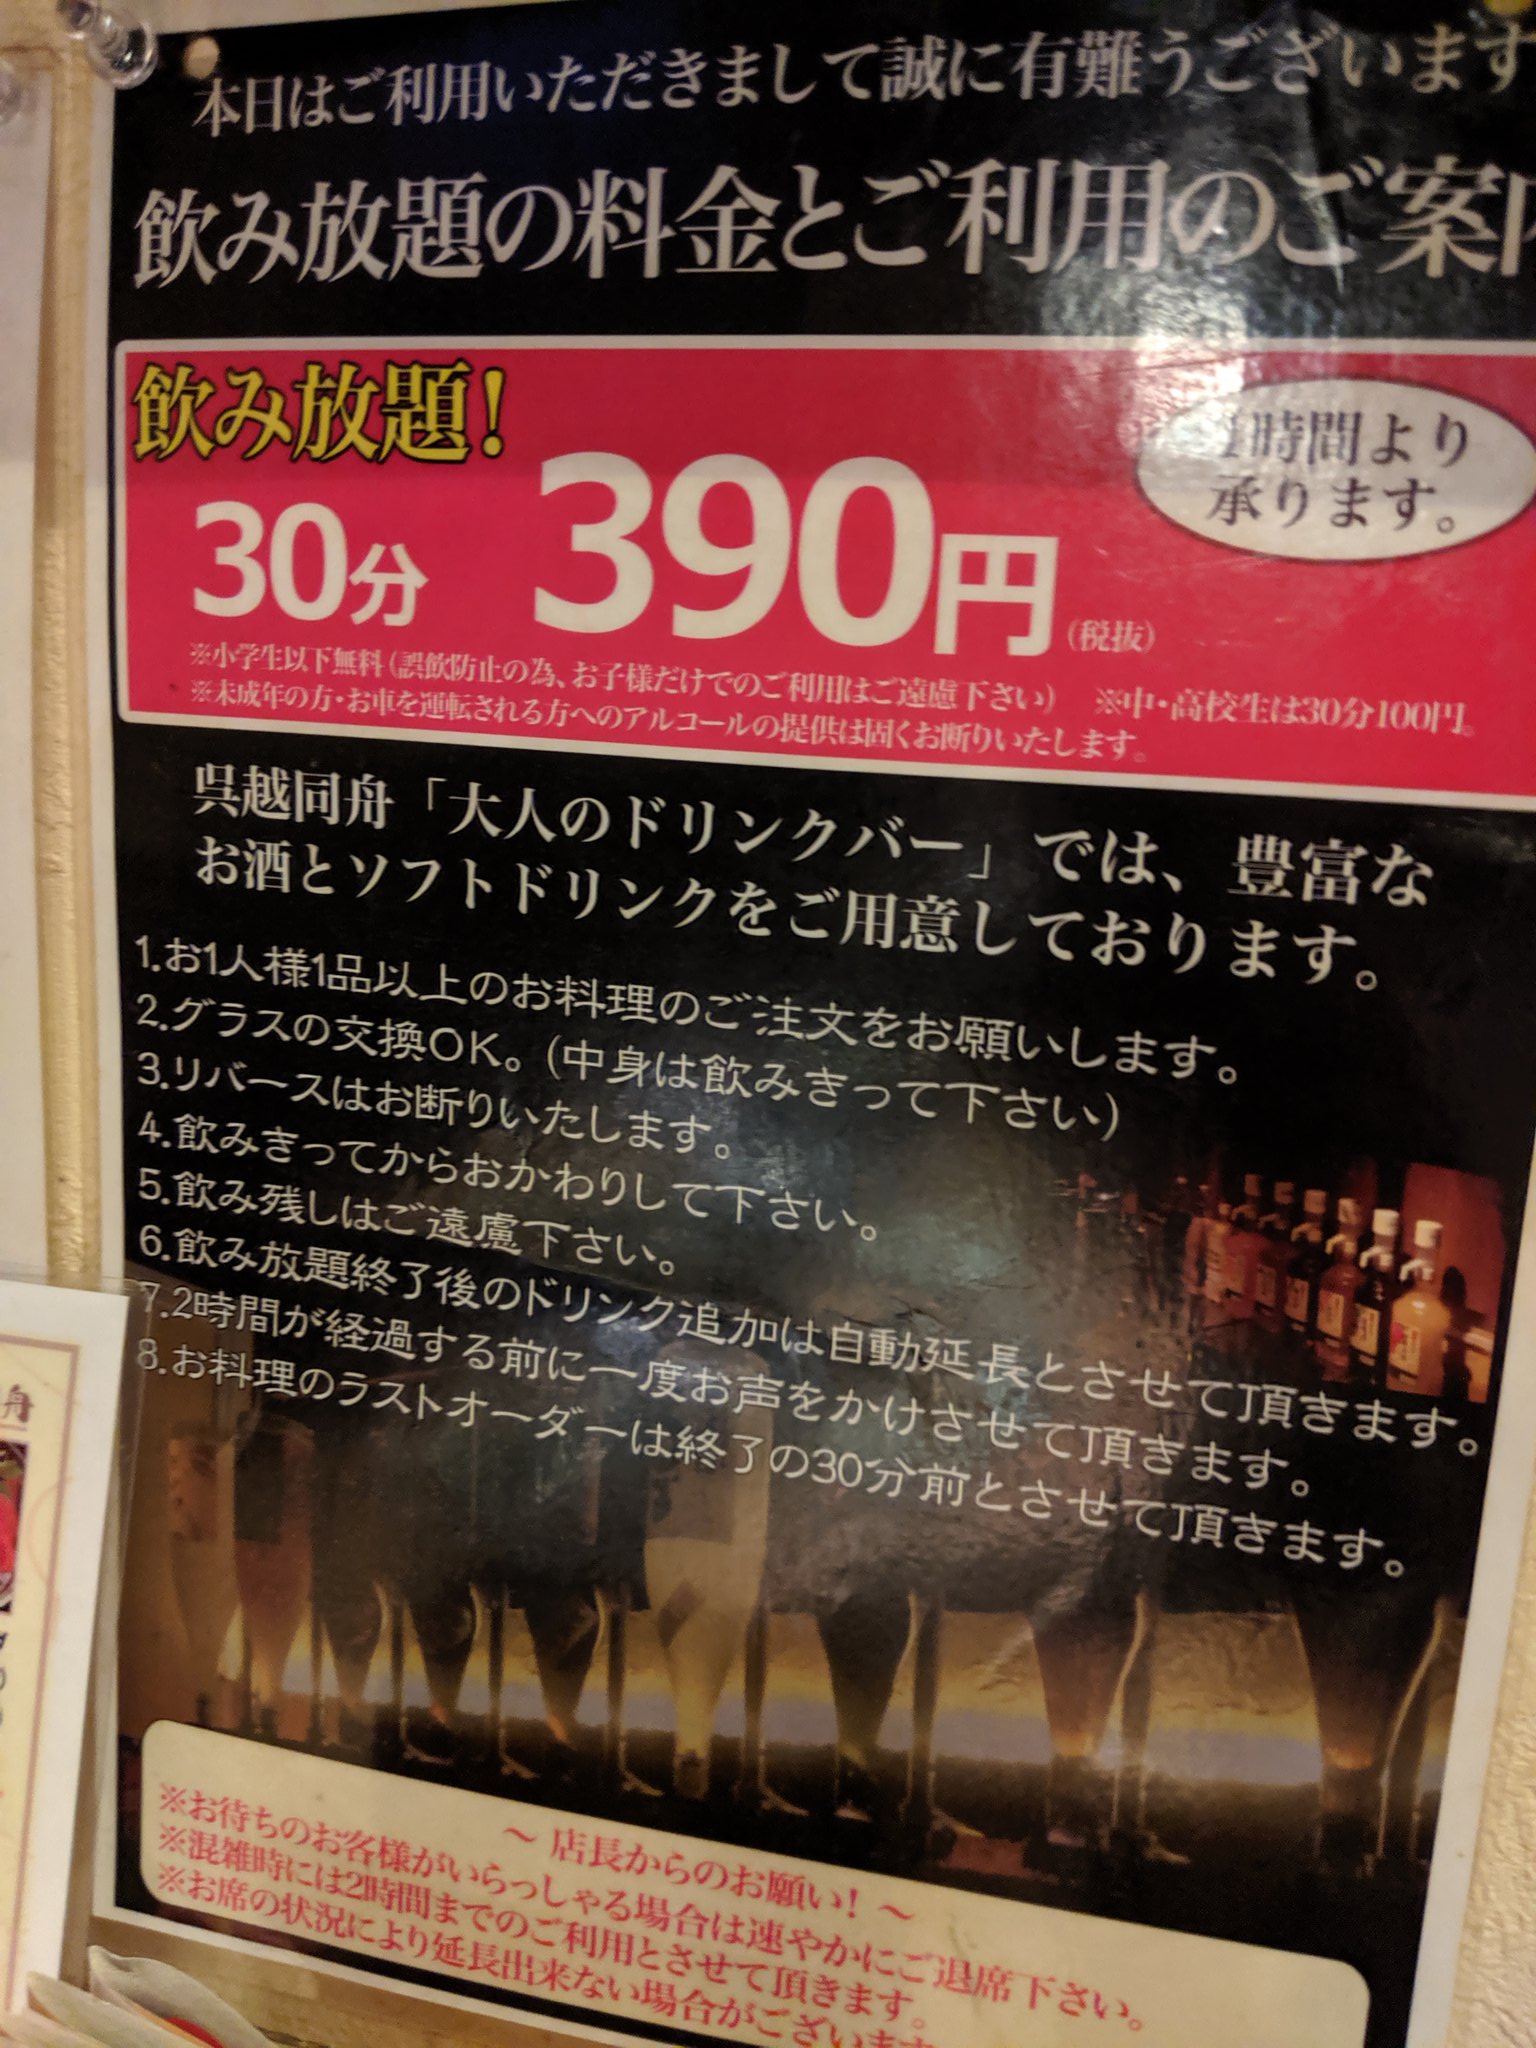 本日はご利用いただきまして誠に有難うございます
飲み放題の料金とご利用のご案内
飲み放題!
1時間より
承ります。
30分 390円(税抜)
※小学生以下無料(誤飲防止の為、お子様だけでのご利用はご遠慮下さい) ※中・高校生は30分100円。
※未成年の方・お車を運転される方へのアルコールの提供は固くお断りいたします。
呉越同舟「大人のドリンクバー」では、豊富な
お酒とソフトドリンクをご用意しております。
1.お1人様1品以上のお料理のご注文をお願いします。
2.グラスの交換OK。(中身は飲みきって下さい)
3.リバースはお断りいたします。
4.飲みきってからおかわりして下さい。
5.飲み残しはご遠慮下さい。
6.飲み放題終了後のドリンク追加は自動延長とさせて頂きます。
7.2時間が経過する前に一度お声をかけさせて頂きます。
8.お料理のラストオーダーは終了の30分前とさせて頂きます。
～ 店長からのお願い! ～
※お待ちのお客様がいらっしゃる場合は速やかにご退席下さい。
※混雑時には2時間までのご利用とさせて頂きます。
※お席の状況により延長出来ない場合がございます
舟